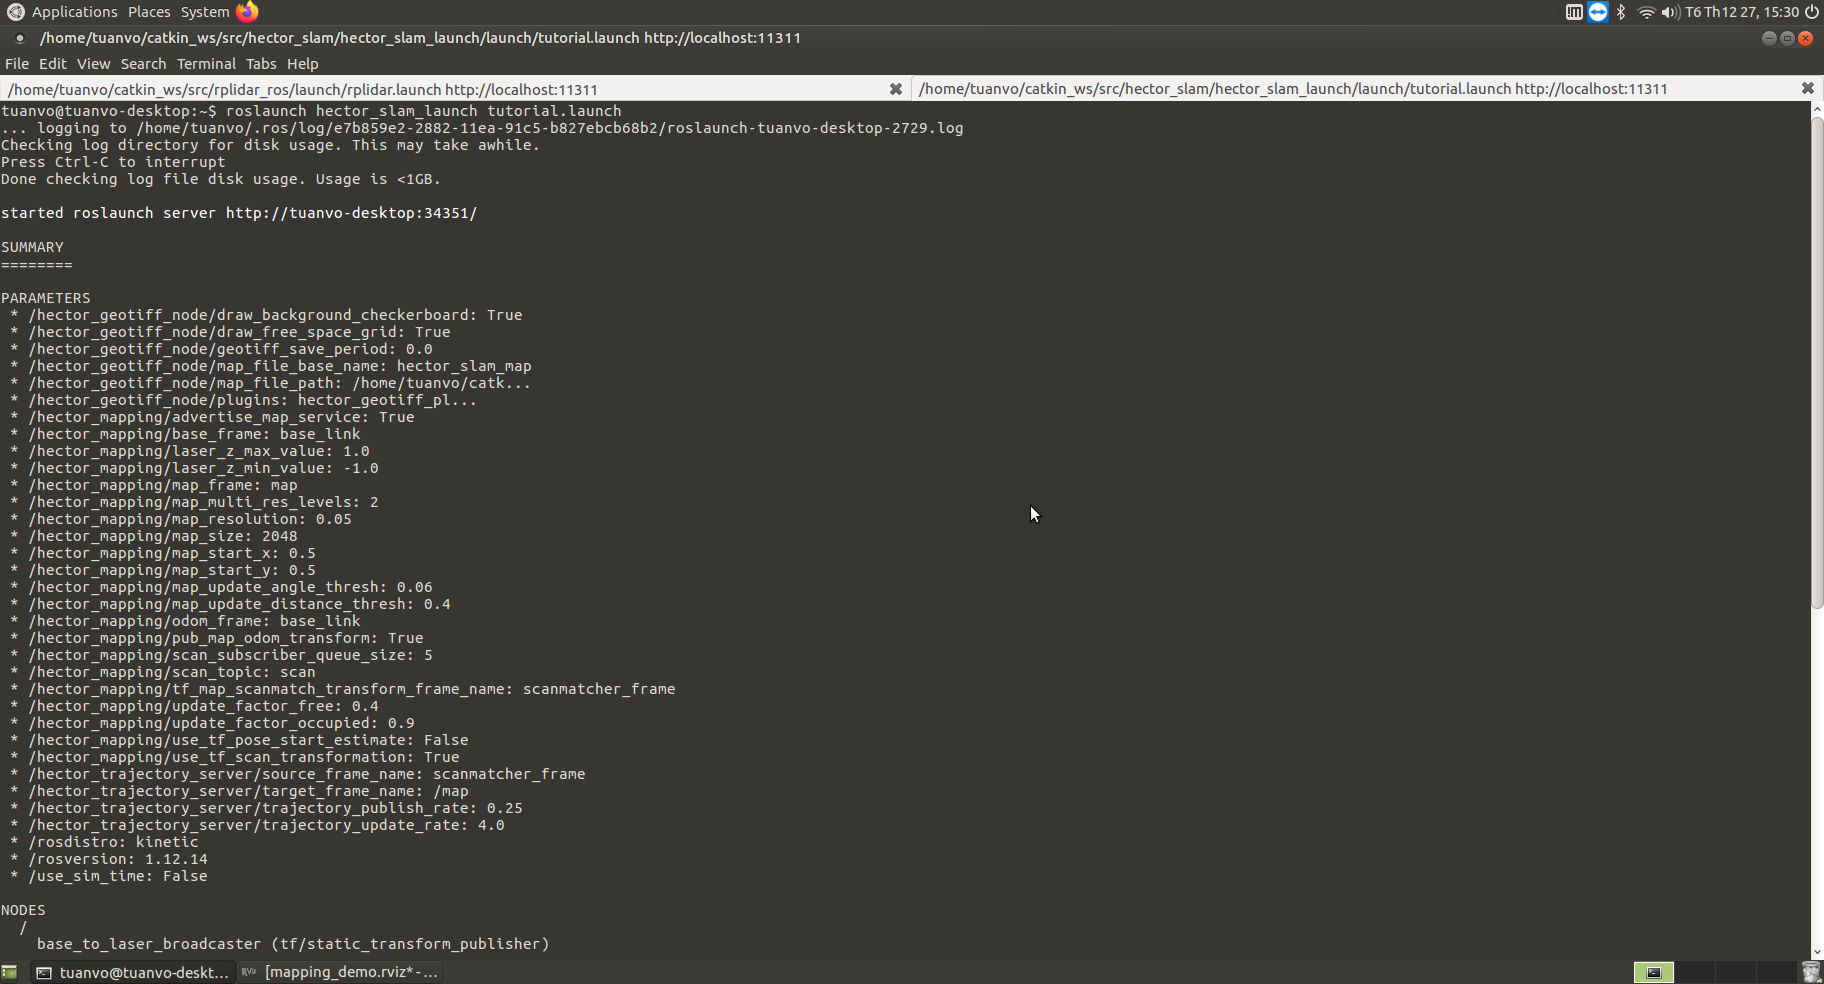 Applications Places System
T6 Th12 27, 15:30
/home/tuanvo/catkin_ws/src/hector_slam/hector_slam_launch/launch/tutorial.launch http://localhost:11311
File Edit View Search Terminal Tabs Help
/home/tuanvo/catkin_ws/src/rplidar_ros/launch/rplidar.launch http://localhost:11311
/home/tuanvo/catkin_ws/src/hector_slam/hector_slam_launch/launch/tutorial.launch http://localhost:11311
tuanvo@tuanvo-desktop:~$ roslaunch hector_slam_launch tutorial.launch
... logging to /home/tuanvo/.ros/log/e7b859e2-2882-11ea-91c5-b827ebcb68b2/roslaunch-tuanvo-desktop-2729.log
Checking log directory for disk usage. This may take awhile.
Press Ctrl-C to interrupt
Done checking log file disk usage. Usage is <1GB.
started roslaunch server http://tuanvo-desktop:34351/
SUMMARY
========
PARAMETERS
* /hector_geotiff_node/draw_background_checkerboard: True
* /hector_geotiff_node/draw_free_space_grid: True
* /hector_geotiff_node/geotiff_save_period: 0.0
* /hector_geotiff_node/map_file_base_name: hector_slam_map
* /hector_geotiff_node/map_file_path: /home/tuanvo/catk...
* /hector_geotiff_node/plugins: hector_geotiff_pl...
* /hector_mapping/advertise_map_service: True
* /hector_mapping/base_frame: base_link
* /hector_mapping/laser_z_max_value: 1.0
* /hector_mapping/laser_z_min_value: -1.0
* /hector_mapping/map_frame: map
* /hector_mapping/map_multi_res_levels: 2
* /hector_mapping/map_resolution: 0.05
* /hector_mapping/map_size: 2048
* /hector_mapping/map_start_x: 0.5
* /hector_mapping/map_start_y: 0.5
* /hector_mapping/map_update_angle_thresh: 0.06
* /hector_mapping/map_update_distance_thresh: 0.4
* /hector_mapping/odom_frame: base_link
* /hector_mapping/pub_map_odom_transform: True
* /hector_mapping/scan_subscriber_queue_size: 5
* /hector_mapping/scan_topic: scan
* /hector_mapping/tf_map_scanmatch_transform_frame_name: scanmatcher_frame
* /hector_mapping/update_factor_free: 0.4
* /hector_mapping/update_factor_occupied: 0.9
* /hector_mapping/use_tf_pose_start_estimate: False
* /hector_mapping/use_tf_scan_transformation: True
* /hector_trajectory_server/source_frame_name: scanmatcher_frame
* /hector_trajectory_server/target_frame_name: /map
* /hector_trajectory_server/trajectory_publish_rate: 0.25
* /hector_trajectory_server/trajectory_update_rate: 4.0
* /rosdistro: kinetic
* /rosversion: 1.12.14
* /use_sim_time: False
NODES
/
base_to_laser_broadcaster (tf/static_transform_publisher)
tuanvo@tuanvo-deskt...
RViz [mapping_demo.rviz* - ...